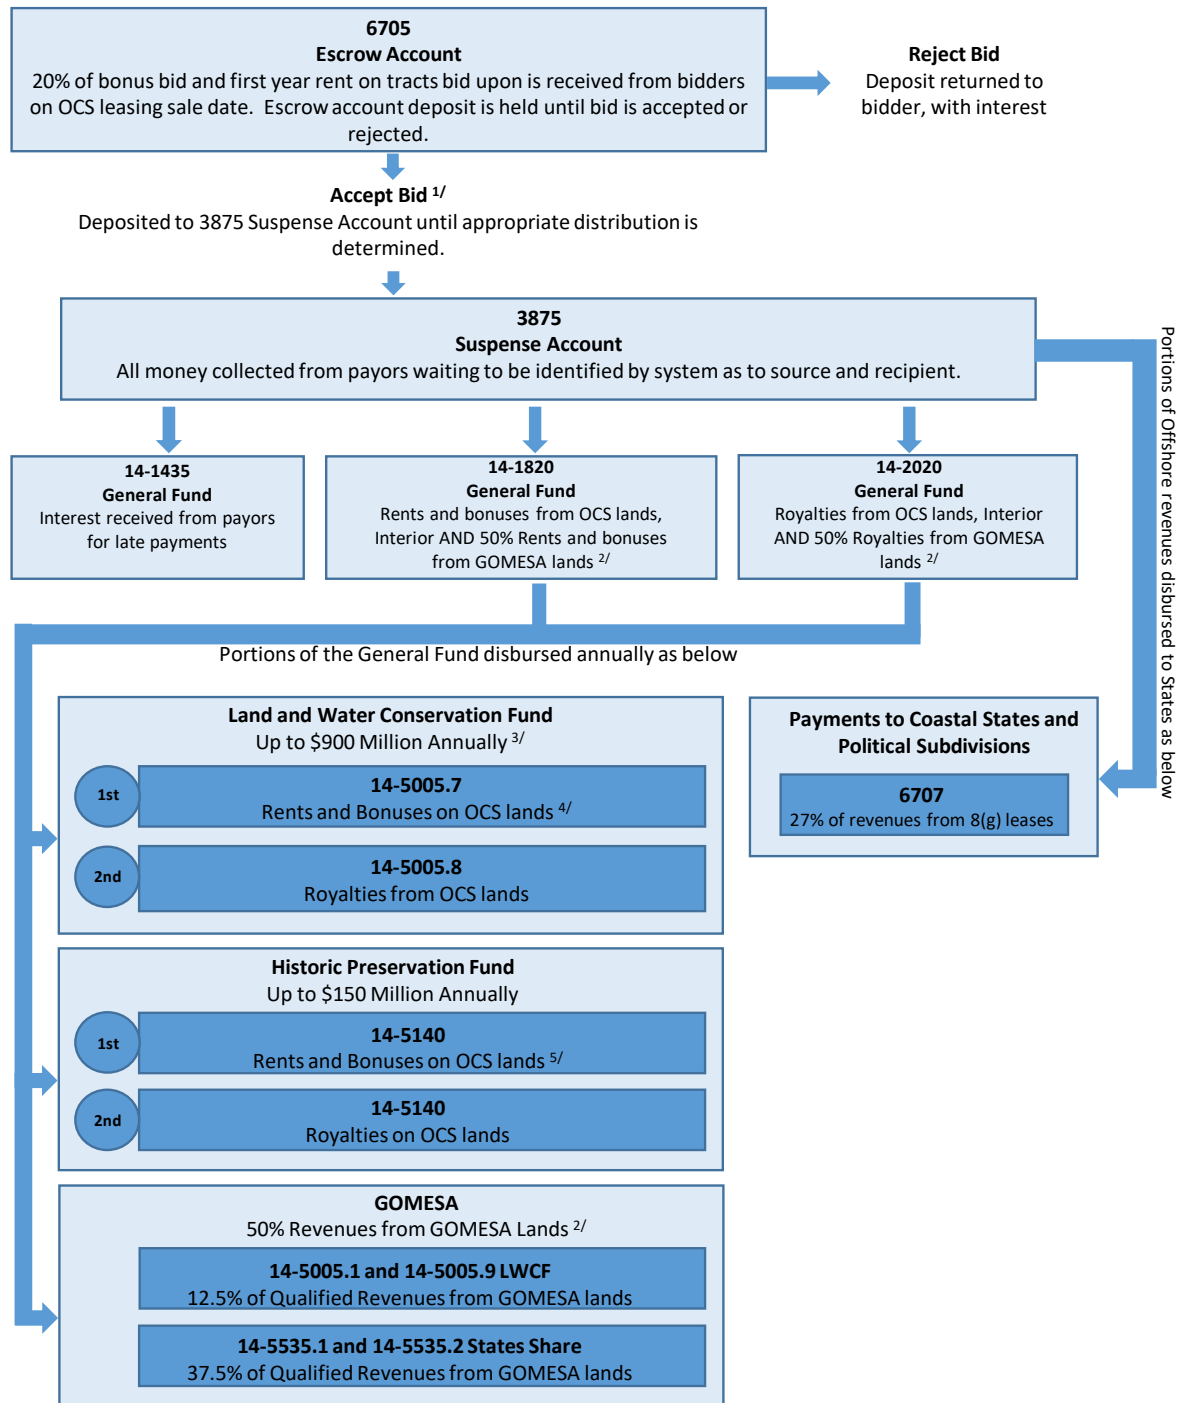 6705
Escrow Account
20% of bonus bid and first year rent on tracts bid upon is received from bidders
on OCS leasing sale date.  Escrow account deposit is held until bid is accepted or
rejected.
Reject Bid
Deposit returned to
bidder, with interest
Accept Bid 1/
Deposited to 3875 Suspense Account until appropriate distribution is
determined.
3875
Suspense Account
All money collected from payors waiting to be identified by system as to source and recipient.
Portions of Offshore revenues disbursed to States as below
14-1435
General Fund
Interest received from payors
for late payments
14-1820
General Fund
Rents and bonuses from OCS lands,
Interior AND 50% Rents and bonuses
from GOMESA lands 2/
14-2020
General Fund
Royalties from OCS lands, Interior
AND 50% Royalties from GOMESA
lands 2/
Portions of the General Fund disbursed annually as below
Land and Water Conservation Fund
Up to $900 Million Annually 3/
1st
14-5005.7
Rents and Bonuses on OCS lands 4/
2nd
14-5005.8
Royalties from OCS lands
Payments to Coastal States and
Political Subdivisions
6707
27% of revenues from 8(g) leases
Historic Preservation Fund
Up to $150 Million Annually
1st
14-5140
Rents and Bonuses on OCS lands 5/
2nd
14-5140
Royalties on OCS lands
GOMESA
50% Revenues from GOMESA Lands 2/
14-5005.1 and 14-5005.9 LWCF
12.5% of Qualified Revenues from GOMESA lands
14-5535.1 and 14-5535.2 States Share
37.5% of Qualified Revenues from GOMESA lands